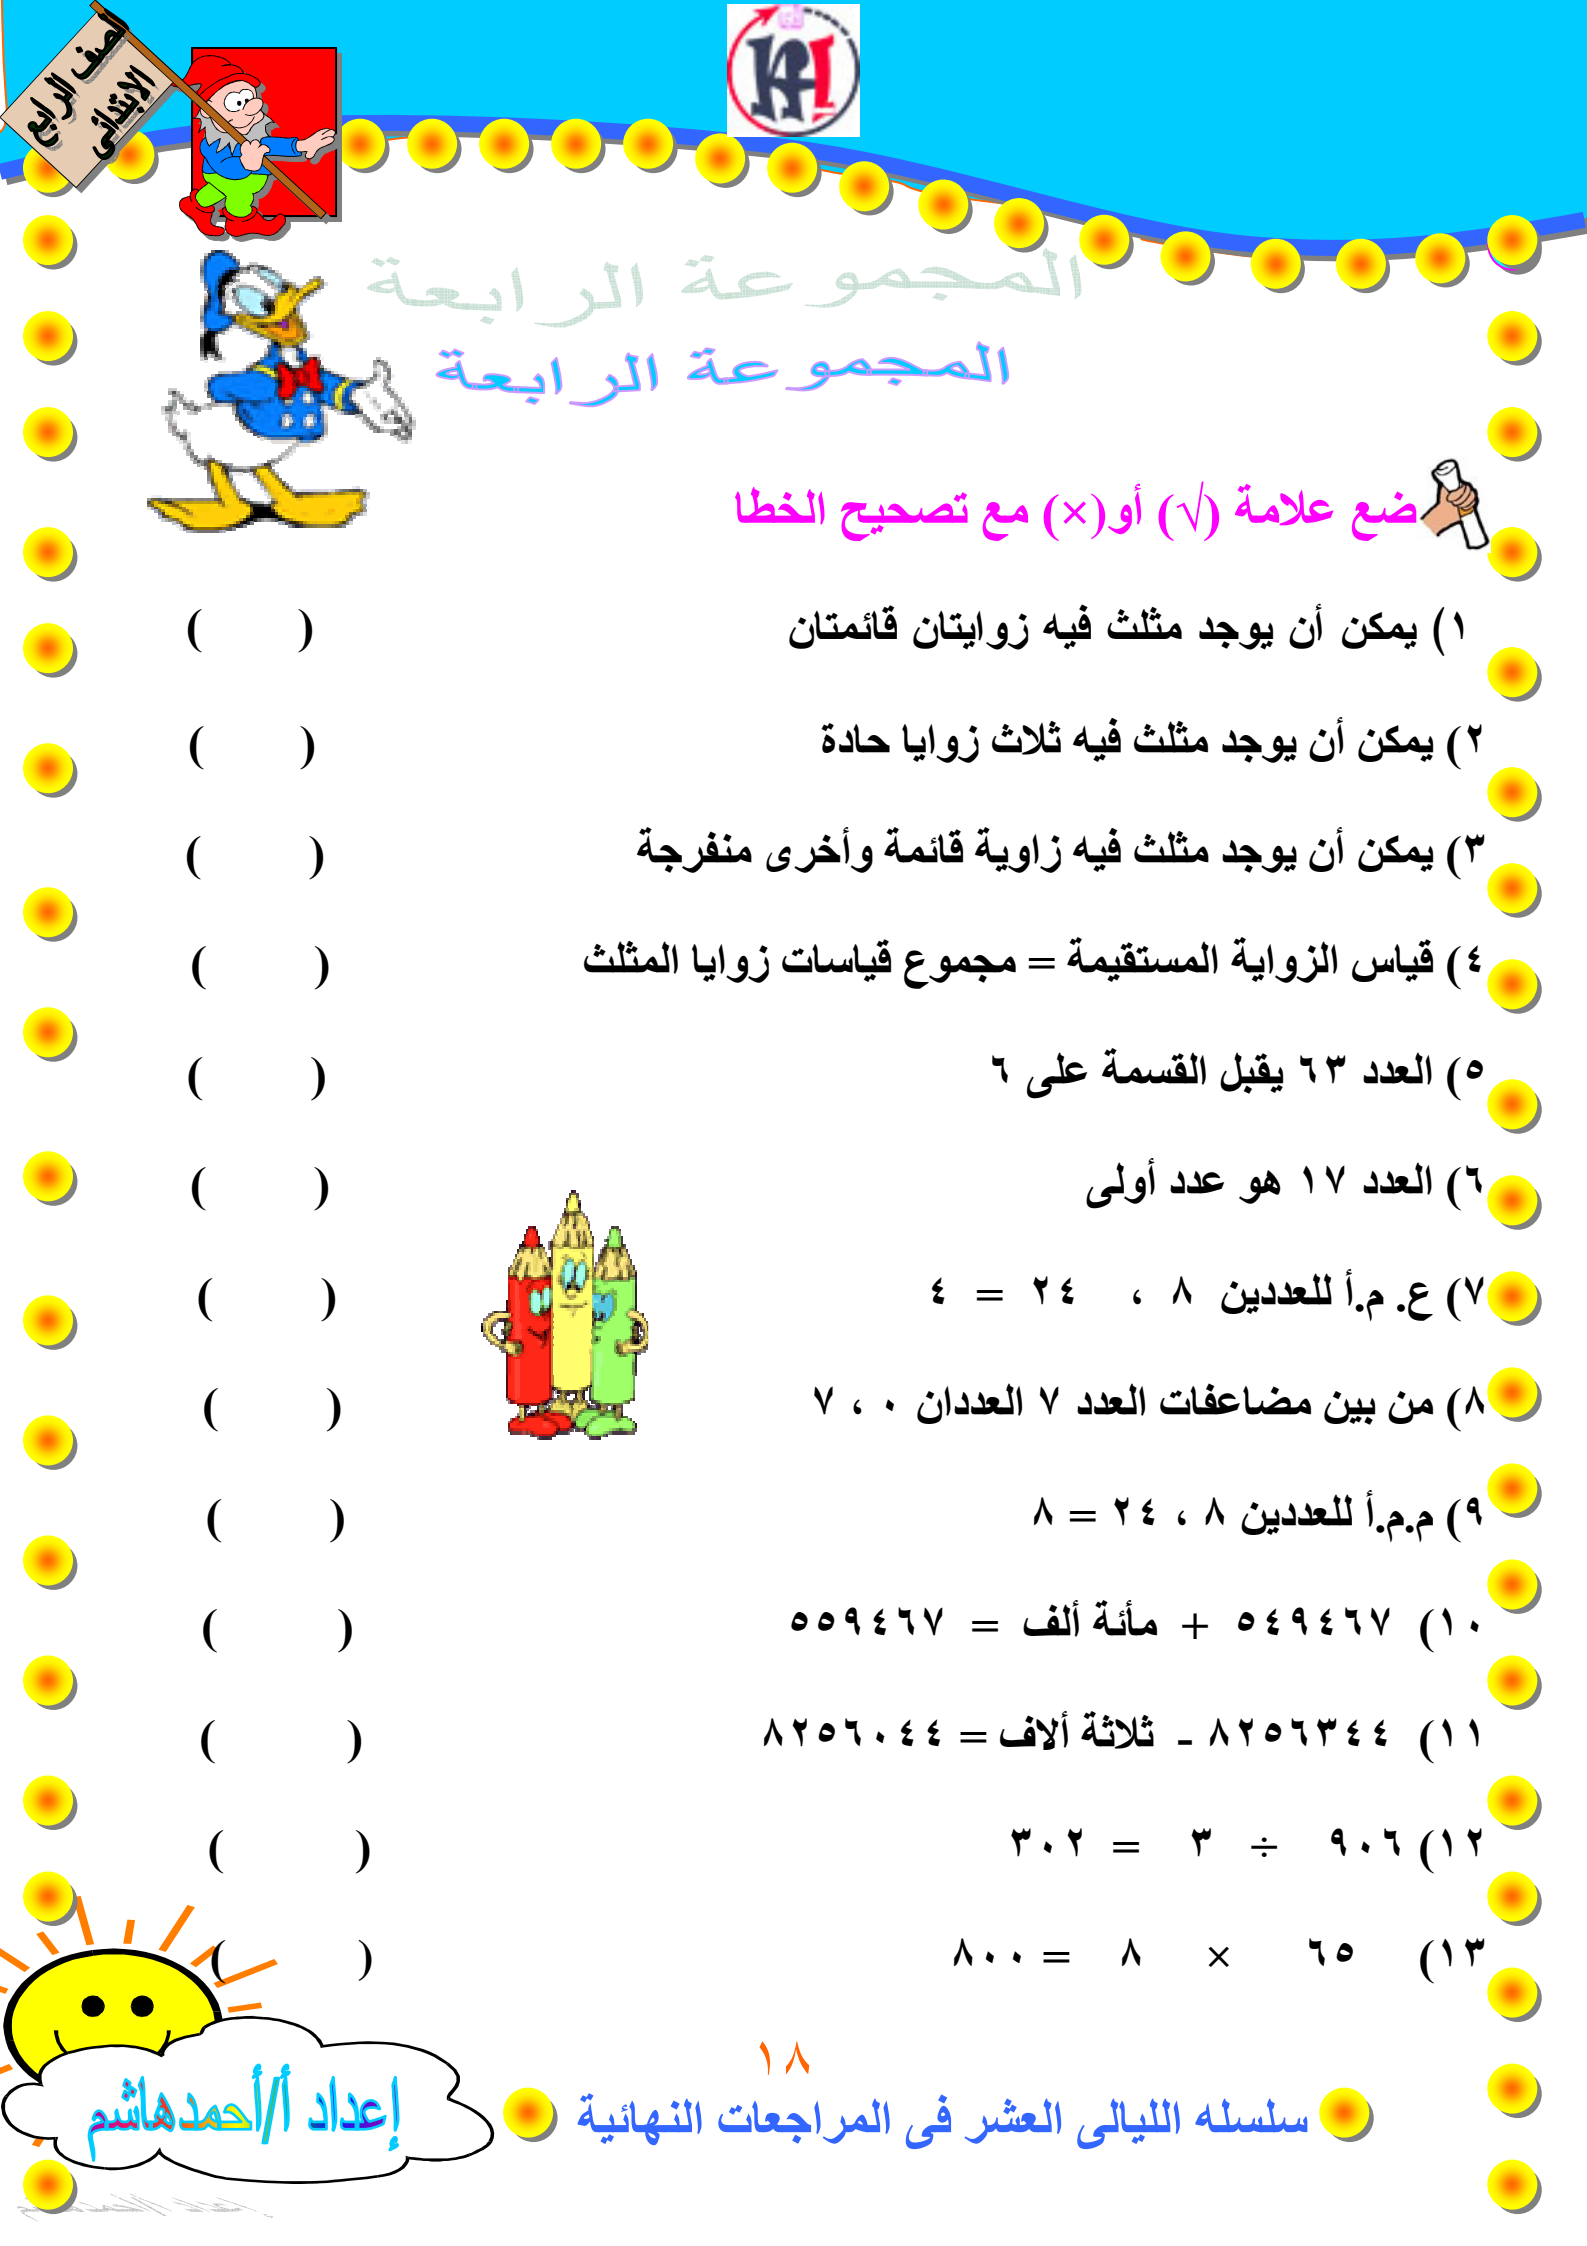 الصف الرابع
الابتدائى
المجموعة الرابعة
ضع علامة (√) أو(×) مع تصحيح الخطا
١) يمكن أن يوجد مثلث فيه زوايتان قائمتان ( )
٢) يمكن أن يوجد مثلث فيه ثلاث زوايا حادة ( )
٣) يمكن أن يوجد مثلث فيه زاوية قائمة وأخرى منفرجة ( )
٤) قياس الزواية المستقيمة = مجموع قياسات زوايا المثلث ( )
٥) العدد ٦٣ يقبل القسمة على ٦ ( )
٦) العدد ١٧ هو عدد أولى ( )
٧) ع. م.أ للعددين ٨ ، ٢٤ = ٤ ( )
٨) من بين مضاعفات العدد ٧ العددان ٠ ، ٧ ( )
٩) م.م.أ للعددين ٨ ، ٢٤ = ٨ ( )
١٠) ٥٤٩٤٦٧ + مأئة ألف = ٥٥٩٤٦٧ ( )
١١) ٨٢٥٦٣٤٤ - ثلاثة ألاف = ٨٢٥٦٠٤٤ ( )
١٢) ٩٠٦ ÷ ٣ = ٣٠٢ ( )
١٣) ٦٥ × ٨ = ٨٠٠ ( )
١٨
سلسله الليالى العشر فى المراجعات النهائية
إعداد أ/أحمدهاشم